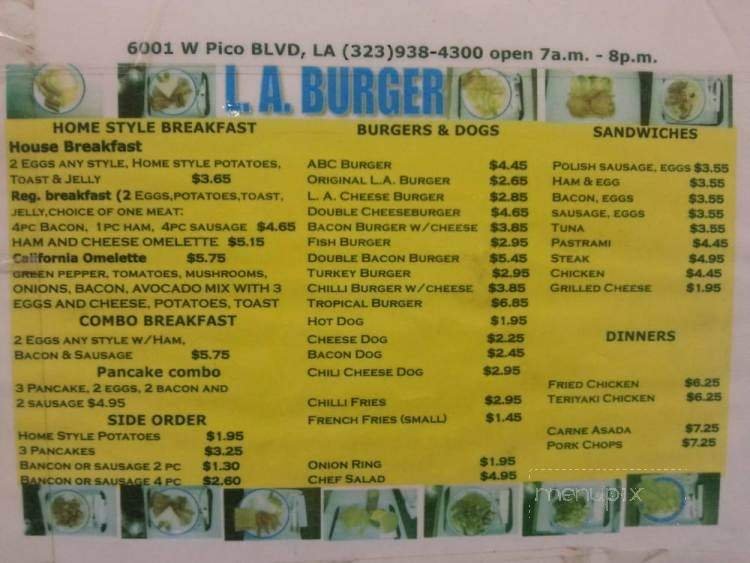 6001 W Pico BLVD, LA (323)938-4300 open 7a.m. - 8p.m.
L.A. BURGER
HOME STYLE BREAKFAST
House Breakfast
2 EGGS ANY STYLE, HOME STYLE POTATOES,
TOAST & JELLY $3.65
Reg. breakfast (2 EGGS,POTATOES,TOAST,
JELLY,CHOICE OF ONE MEAT:
4PC BACON, 1PC HAM, 4PC SAUSAGE $4.65
HAM AND CHEESE OMELETTE $5.15
California Omelette $5.75
GREEN PEPPER, TOMATOES, MUSHROOMS,
ONIONS, BACON, AVOCADO MIX WITH 3
EGGS AND CHEESE, POTATOES, TOAST
COMBO BREAKFAST
2 EGGS ANY STYLE W/HAM,
BACON & SAUSAGE $5.75
Pancake combo
3 PANCAKE, 2 EGGS, 2 BACON AND
2 SAUSAGE $4.95
SIDE ORDER
HOME STYLE POTATOES $1.95
3 PANCAKES $3.25
BANCON OR SAUSAGE 2 PC $1.30
BANCON OR SAUSAGE 4 PC $2.60
BURGERS & DOGS
ABC BURGER $4.45
ORIGINAL L.A. BURGER $2.65
L. A. CHEESE BURGER $2.85
DOUBLE CHEESEBURGER $4.65
BACON BURGER W/CHEESE $3.85
FISH BURGER $2.95
DOUBLE BACON BURGER $5.45
TURKEY BURGER $2.95
CHILLI BURGER W/CHEESE $3.85
TROPICAL BURGER $6.85
HOT DOG $1.95
CHEESE DOG $2.25
BACON DOG $2.45
CHILI CHEESE DOG $2.95
CHILLI FRIES $2.95
FRENCH FRIES (SMALL) $1.45
ONION RING $1.95
CHEF SALAD $4.95
SANDWICHES
POLISH SAUSAGE, EGGS $3.55
HAM & EGG $3.55
BACON, EGGS $3.55
SAUSAGE, EGGS $3.55
TUNA $3.55
PASTRAMI $4.45
STEAK $4.95
CHICKEN $4.45
GRILLED CHEESE $1.95
DINNERS
FRIED CHICKEN $6.25
TERIYAKI CHICKEN $6.25
CARNE ASADA $7.25
PORK CHOPS $7.25
menupix